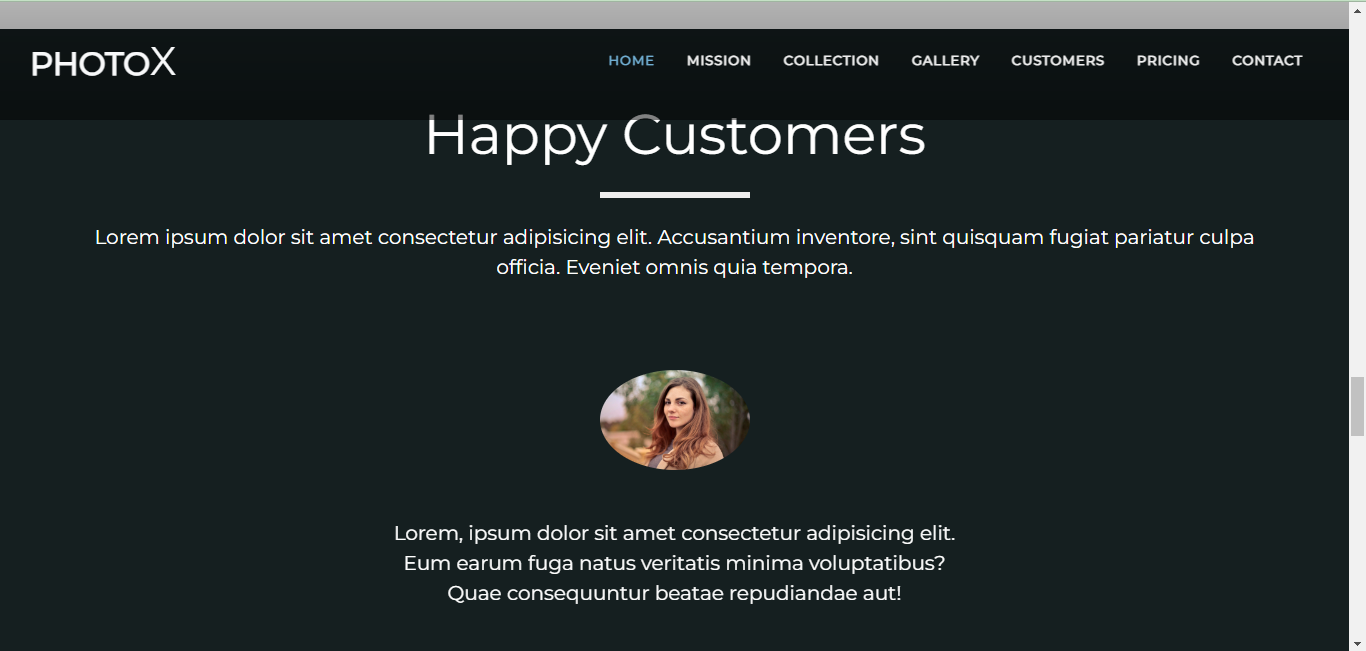 PHOTOX
HOME MISSION COLLECTION GALLERY CUSTOMERS PRICING CONTACT
Happy Customers
Lorem ipsum dolor sit amet consectetur adipisicing elit. Accusantium inventore, sint quisquam fugiat pariatur culpa
officia. Eveniet omnis quia tempora.
Lorem, ipsum dolor sit amet consectetur adipisicing elit.
Eum earum fuga natus veritatis minima voluptatibus?
Quae consequuntur beatae repudiandae aut!